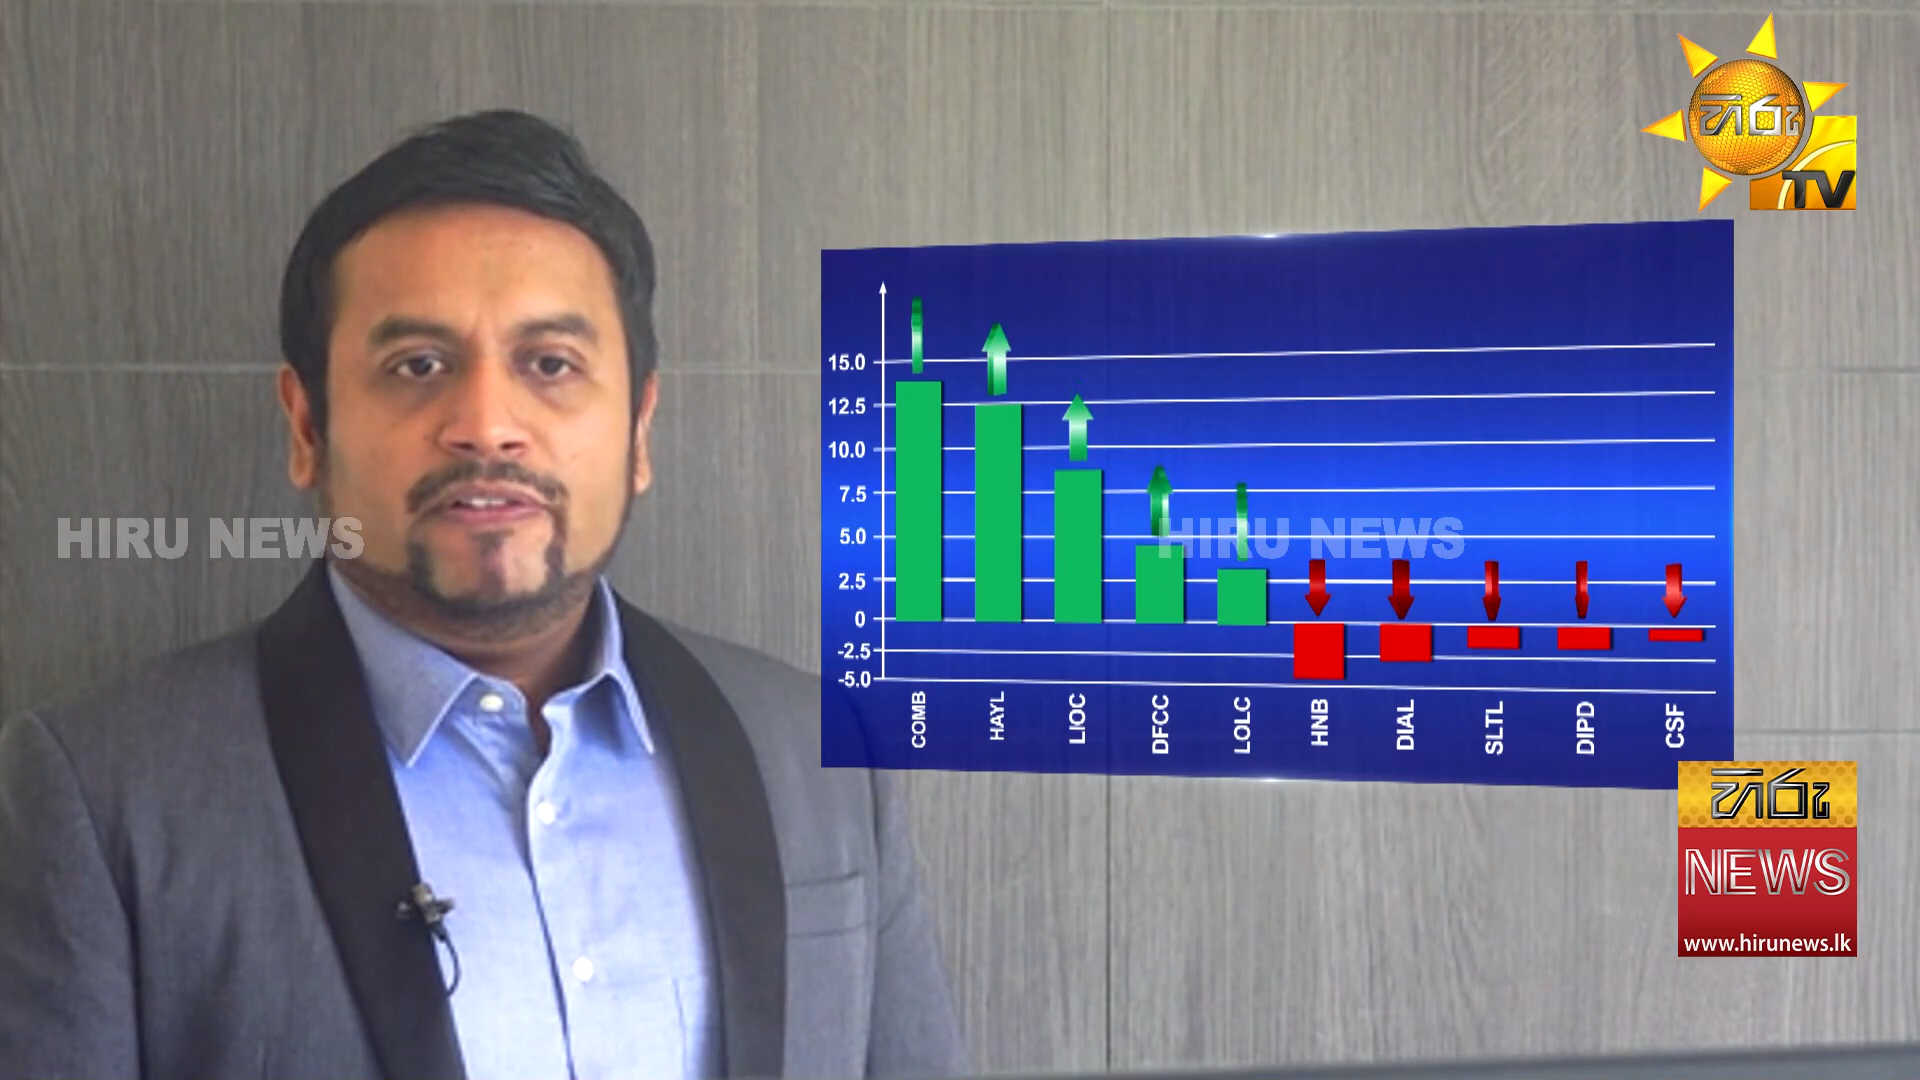 හිරු
TV
15.0
12.5
10.0
7.5
5.0
2.5
0
-2.5
-5.0
COMB
HAYL
LIOC
DFCC
LOLC
HNB
DIAL
SLTL
DIPD
CSF
HIRU NEWS
HIRU NEWS
හිරු
NEWS
www.hirunews.lk